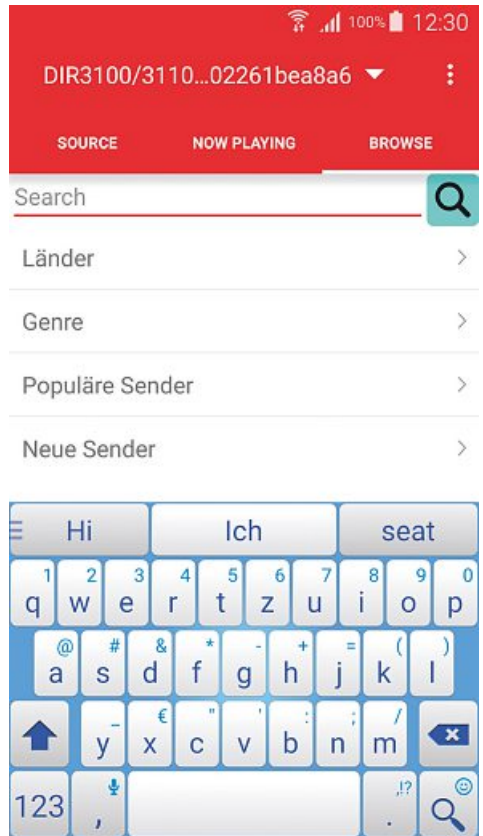 100% 12:30
DIR3100/3110...02261bea8a6
SOURCE NOW PLAYING BROWSE
Search
Länder
Genre
Populäre Sender
Neue Sender
Hi Ich seat
1 2 3 4 5 6 7 8 9 0
q w e r t z u i o p
@ # & * - + = ( )
a s d f g h j k l
_ € " ' : ; /
y x c v b n m
,!?
123 , .